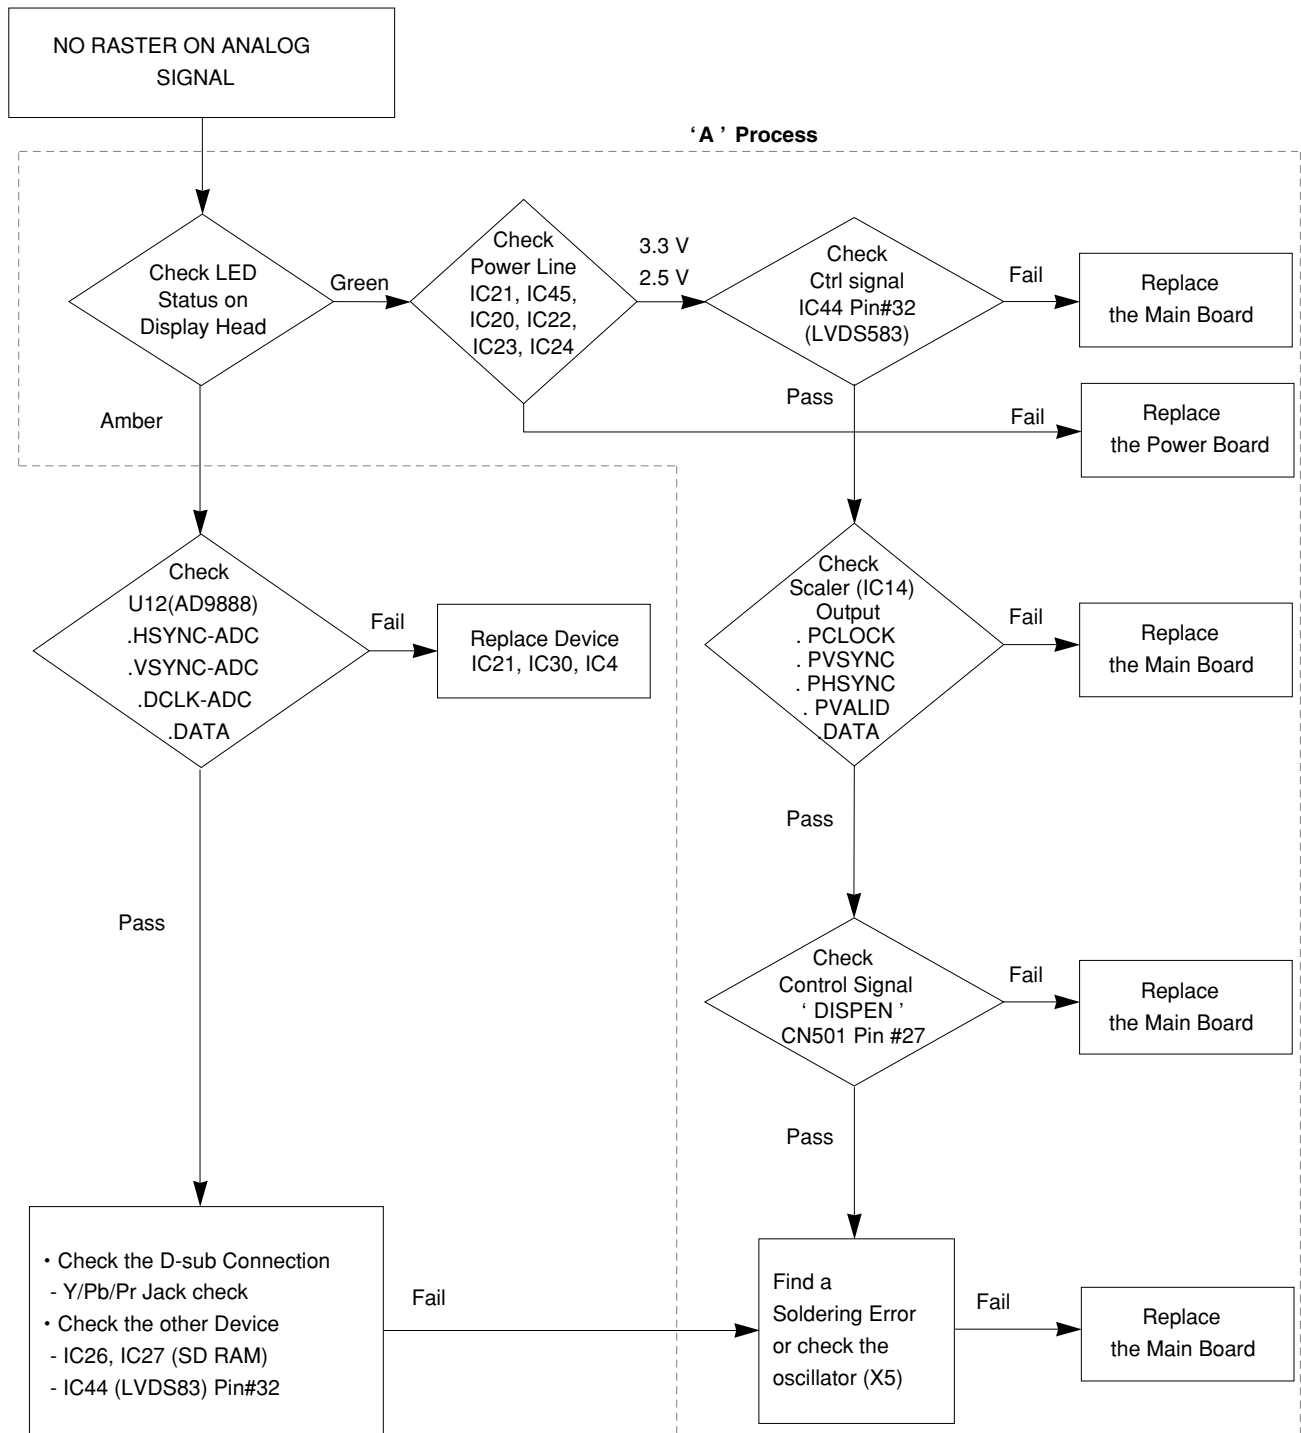 NO RASTER ON ANALOG
SIGNAL
‘ A ’ Process
Check LED
Status on
Display Head
Green
Check
Power Line
IC21, IC45,
IC20, IC22,
IC23, IC24
3.3 V
2.5 V
Check
Ctrl signal
IC44 Pin#32
(LVDS583)
Fail
Replace
the Main Board
Amber
Pass
Fail
Replace
the Power Board
Check
U12(AD9888)
.HSYNC-ADC
.VSYNC-ADC
.DCLK-ADC
.DATA
Fail
Replace Device
IC21, IC30, IC4
Check
Scaler (IC14)
Output
. PCLOCK
. PVSYNC
. PHSYNC
. PVALID
.DATA
Fail
Replace
the Main Board
Pass
Pass
Check
Control Signal
‘ DISPEN ’
CN501 Pin #27
Fail
Replace
the Main Board
Pass
• Check the D-sub Connection
- Y/Pb/Pr Jack check
• Check the other Device
- IC26, IC27 (SD RAM)
- IC44 (LVDS83) Pin#32
Fail
Find a
Soldering Error
or check the
oscillator (X5)
Fail
Replace
the Main Board